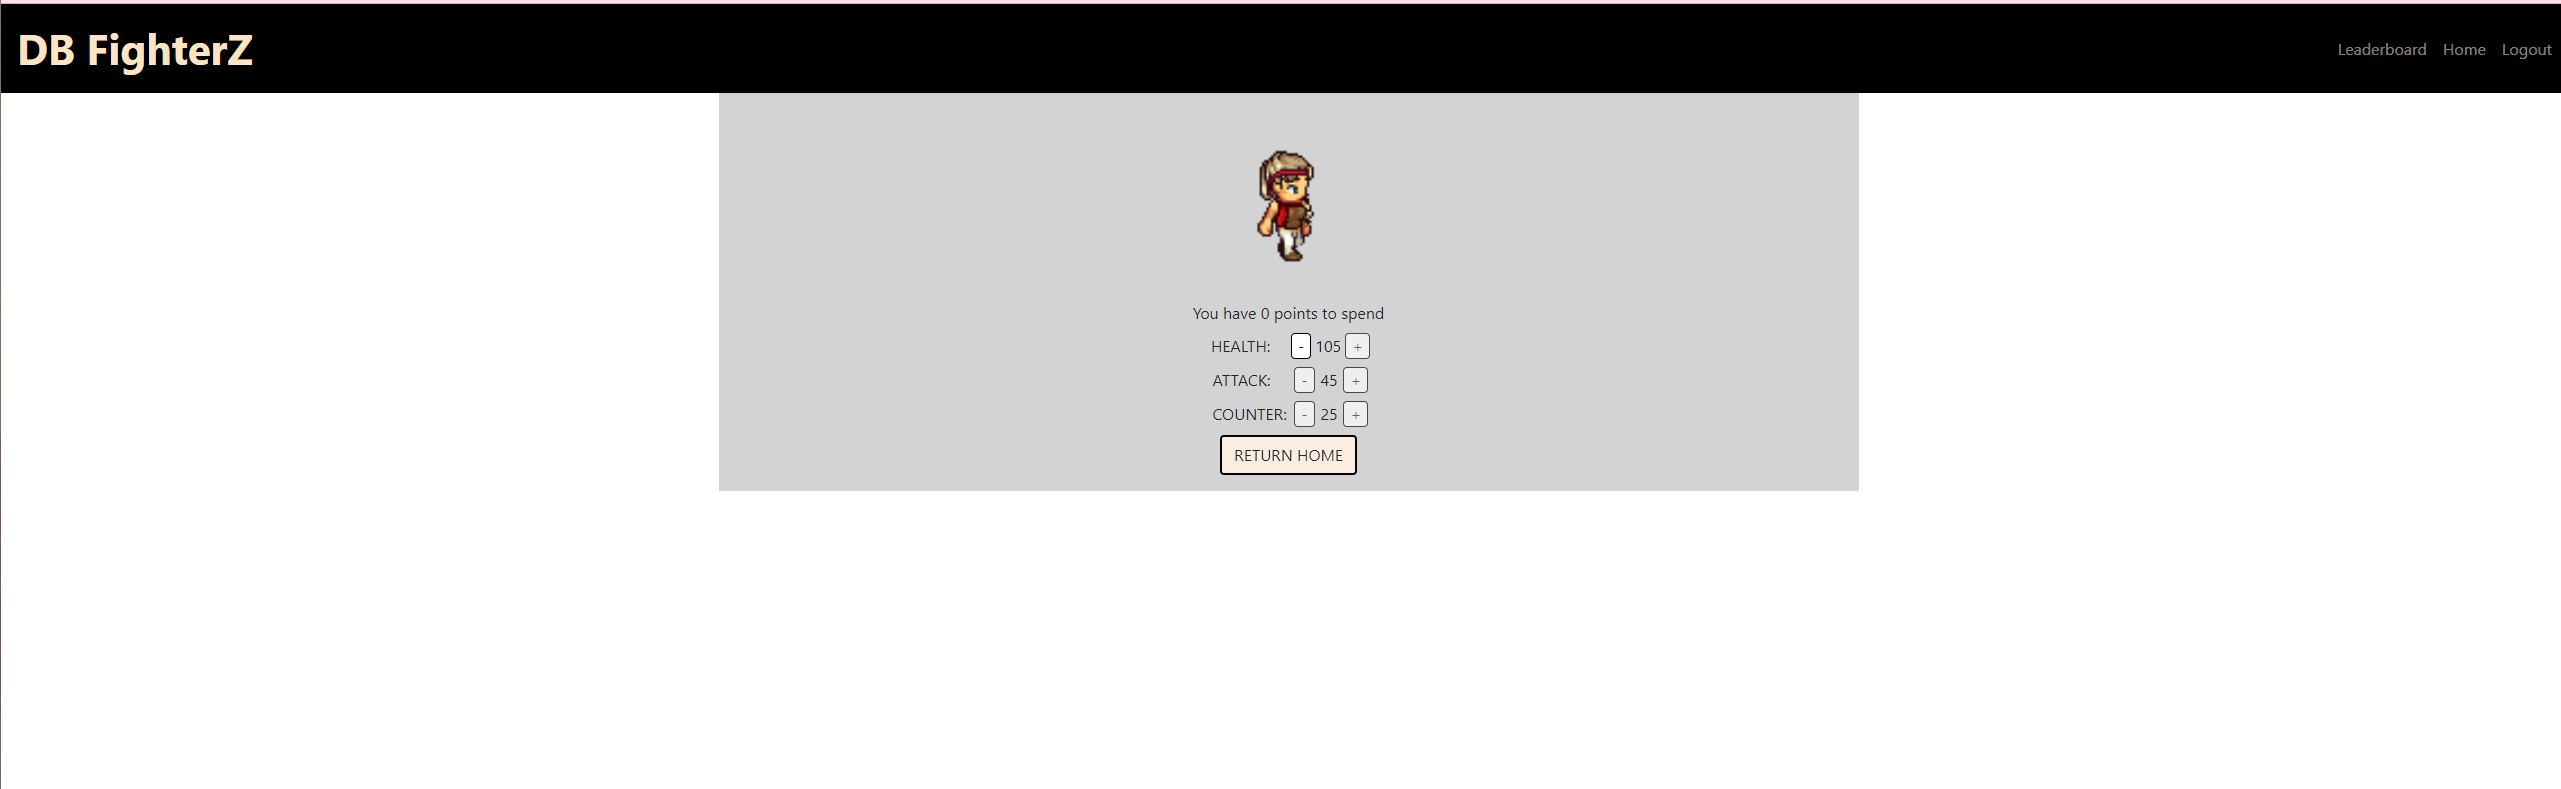 DB FighterZ
Leaderboard Home Logout
You have 0 points to spend
HEALTH: - 105 +
ATTACK: - 45 +
COUNTER: - 25 +
RETURN HOME